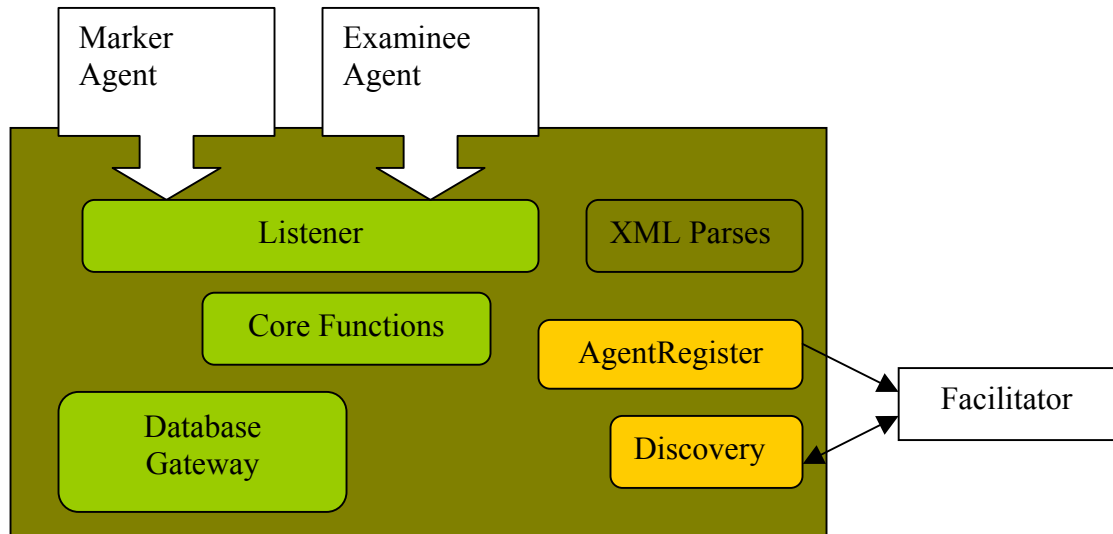 Marker
Agent
Examinee
Agent
Listener
XML Parses
Core Functions
AgentRegister
Facilitator
Database
Gateway
Discovery